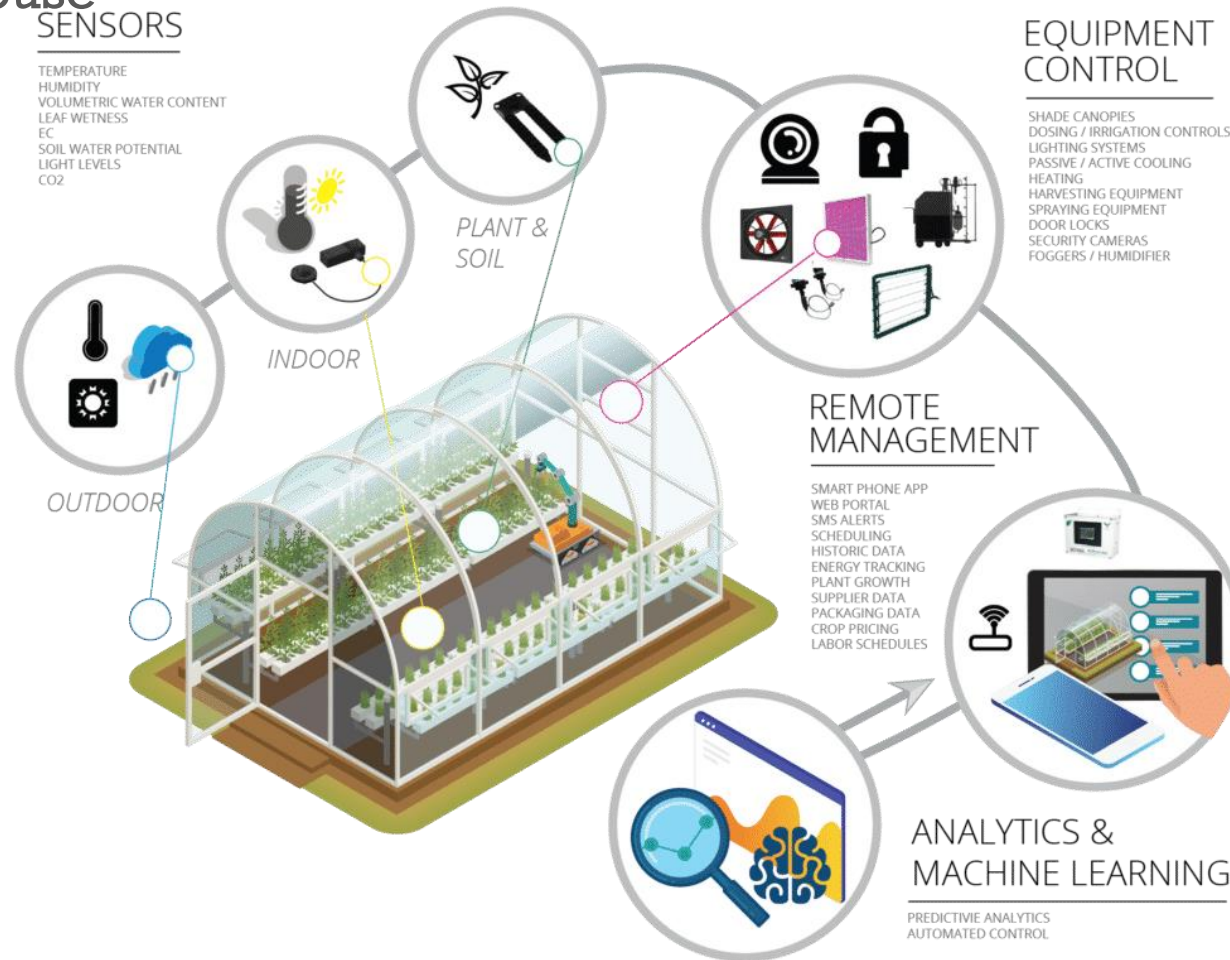 SENSORS
TEMPERATURE
HUMIDITY
VOLUMETRIC WATER CONTENT
LEAF WETNESS
EC
SOIL WATER POTENTIAL
LIGHT LEVELS
CO2
PLANT &
SOIL
INDOOR
OUTDOOR
EQUIPMENT
CONTROL
SHADE CANOPIES
DOSING / IRRIGATION CONTROLS
LIGHTING SYSTEMS
PASSIVE / ACTIVE COOLING
HEATING
HARVESTING EQUIPMENT
SPRAYING EQUIPMENT
DOOR LOCKS
SECURITY CAMERAS
FOGGERS / HUMIDIFIER
REMOTE
MANAGEMENT
SMART PHONE APP
WEB PORTAL
SMS ALERTS
SCHEDULING
HISTORIC DATA
ENERGY TRACKING
PLANT GROWTH
SUPPLIER DATA
PACKAGING DATA
CROP PRICING
LABOR SCHEDULES
ANALYTICS &
MACHINE LEARNING
PREDICTIVIE ANALYTICS
AUTOMATED CONTROL